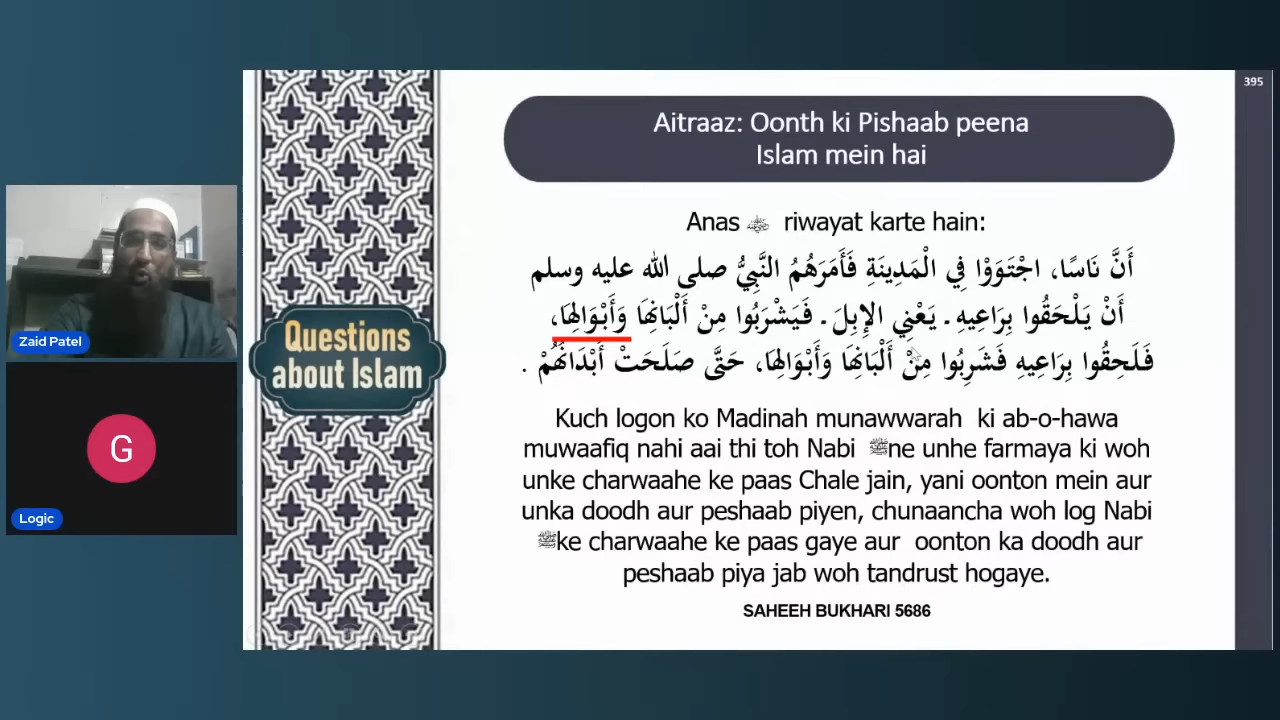 395
Aitraaz: Oonth ki Pishaab peena
Islam mein hai
Anas ؓ riwayat karte hain:
أَنَّ نَاسًا، اجْتَوَوْا فِي الْمَدِينَةِ فَأَمَرَهُمُ النَّبِيُّ صلى الله عليه وسلم
أَنْ يَلْحَقُوا بِرَاعِيهِ ـ يَعْنِي الإِبِلَ ـ فَيَشْرَبُوا مِنْ أَلْبَانِهَا وَأَبْوَالِهَا،
فَلَحِقُوا بِرَاعِيهِ فَشَرِبُوا مِنْ أَلْبَانِهَا وَأَبْوَالِهَا، حَتَّى صَلَحَتْ أَبْدَانُهُمْ .
Kuch logon ko Madinah munawwarah ki ab-o-hawa
muwaafiq nahi aai thi toh Nabi ﷺne unhe farmaya ki woh
unke charwaahe ke paas Chale jain, yani oonton mein aur
unka doodh aur peshaab piyen, chunaancha woh log Nabi
ﷺke charwaahe ke paas gaye aur oonton ka doodh aur
peshaab piya jab woh tandrust hogaye.
SAHEEH BUKHARI 5686
Questions
about Islam
Zaid Patel
G
Logic